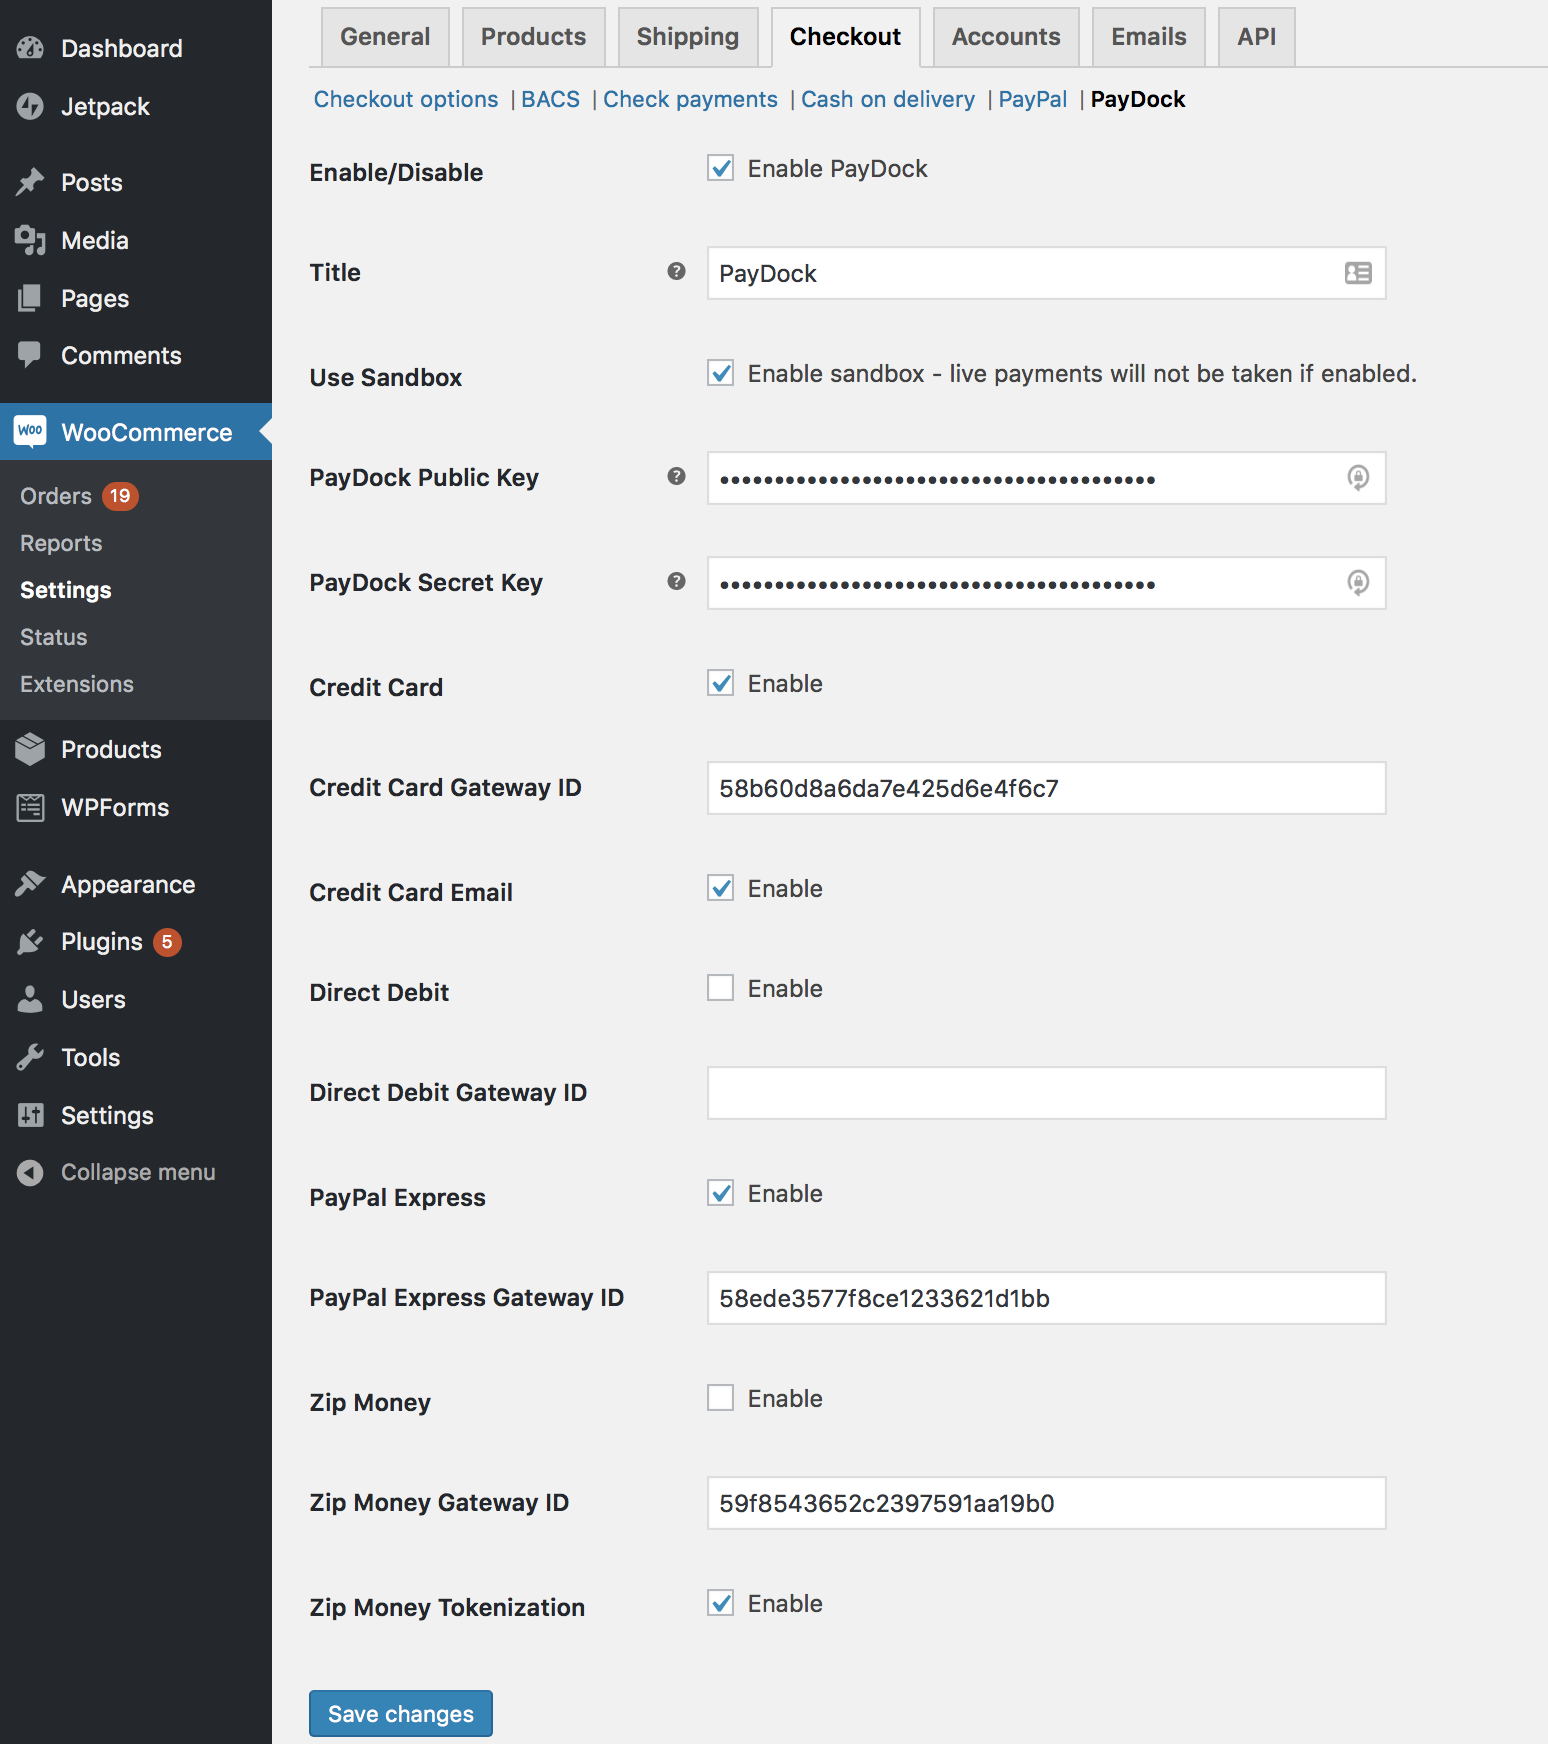 Dashboard
Jetpack
Posts
Media
Pages
Comments
woo WooCommerce
Orders 19
Reports
Settings
Status
Extensions
Products
WPForms
Appearance
Plugins 5
Users
Tools
Settings
Collapse menu
General Products Shipping Checkout Accounts Emails API
Checkout options | BACS | Check payments | Cash on delivery | PayPal | PayDock
Enable/Disable Enable PayDock
Title ? PayDock
Use Sandbox Enable sandbox - live payments will not be taken if enabled.
PayDock Public Key ? ••••••••••••••••••••••••••••••••••••••••
PayDock Secret Key ? ••••••••••••••••••••••••••••••••••••••••
Credit Card Enable
Credit Card Gateway ID 58b60d8a6da7e425d6e4f6c7
Credit Card Email Enable
Direct Debit Enable
Direct Debit Gateway ID
PayPal Express Enable
PayPal Express Gateway ID 58ede3577f8ce1233621d1bb
Zip Money Enable
Zip Money Gateway ID 59f8543652c2397591aa19b0
Zip Money Tokenization Enable
Save changes